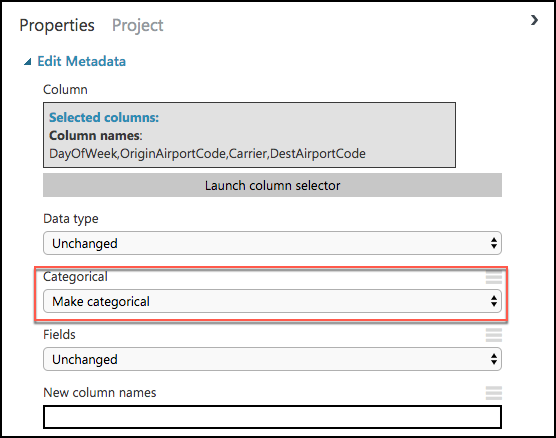 Properties Project
Edit Metadata
Column
Selected columns:
Column names:
DayOfWeek,OriginAirportCode,Carrier,DestAirportCode
Launch column selector
Data type
Unchanged
Categorical
Make categorical
Fields
Unchanged
New column names